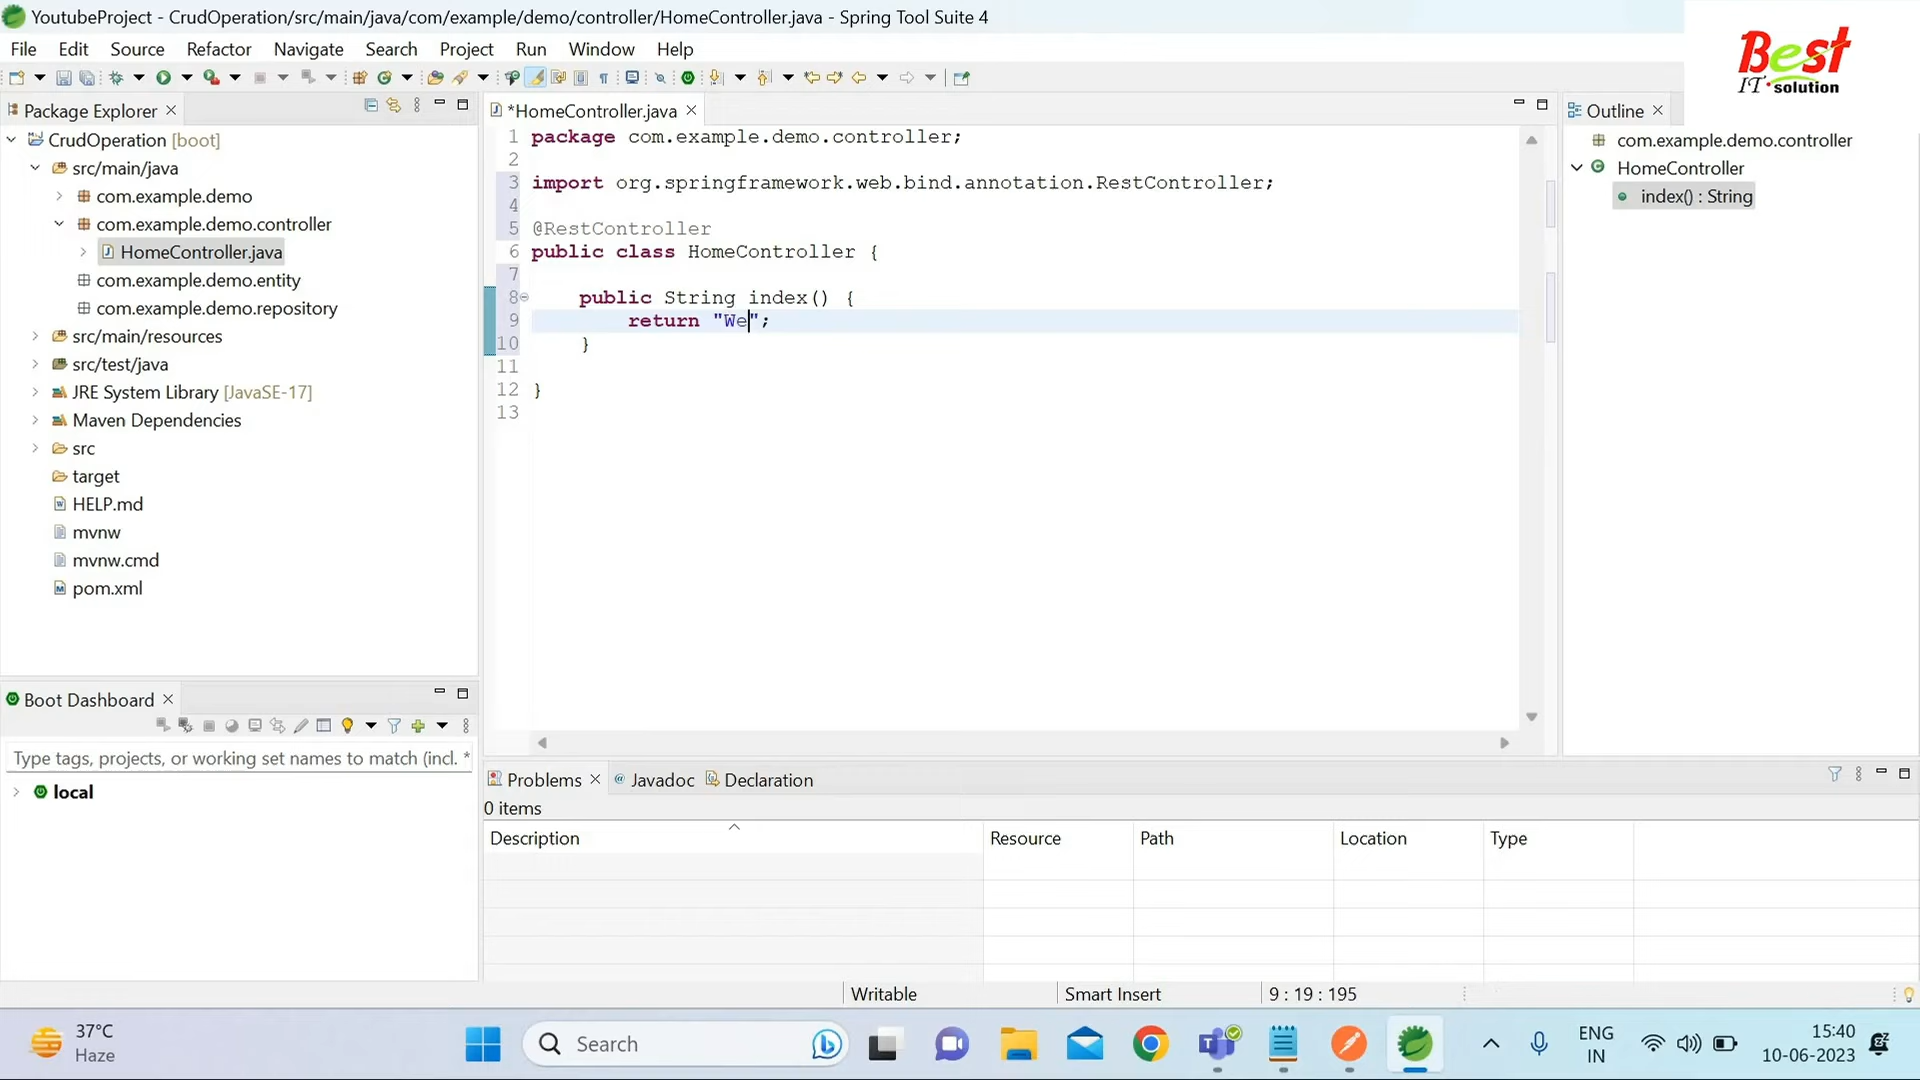 YoutubeProject - CrudOperation/src/main/java/com/example/demo/controller/HomeController.java - Spring Tool Suite 4
Best
IT solution
File Edit Source Refactor Navigate Search Project Run Window Help
Package Explorer
CrudOperation [boot]
src/main/java
com.example.demo
com.example.demo.controller
HomeController.java
com.example.demo.entity
com.example.demo.repository
src/main/resources
src/test/java
JRE System Library [JavaSE-17]
Maven Dependencies
src
target
HELP.md
mvnw
mvnw.cmd
pom.xml
*HomeController.java
1 package com.example.demo.controller;
2
3 import org.springframework.web.bind.annotation.RestController;
4
5 @RestController
6 public class HomeController {
7
8 public String index() {
9 return "We";
10 }
11
12 }
13
Outline
com.example.demo.controller
HomeController
index() : String
Boot Dashboard
Type tags, projects, or working set names to match (incl. *
local
Problems Javadoc Declaration
0 items
Description Resource Path Location Type
Writable Smart Insert 9 : 19 : 195
37°C
Haze
Search
ENG
IN
15:40
10-06-2023